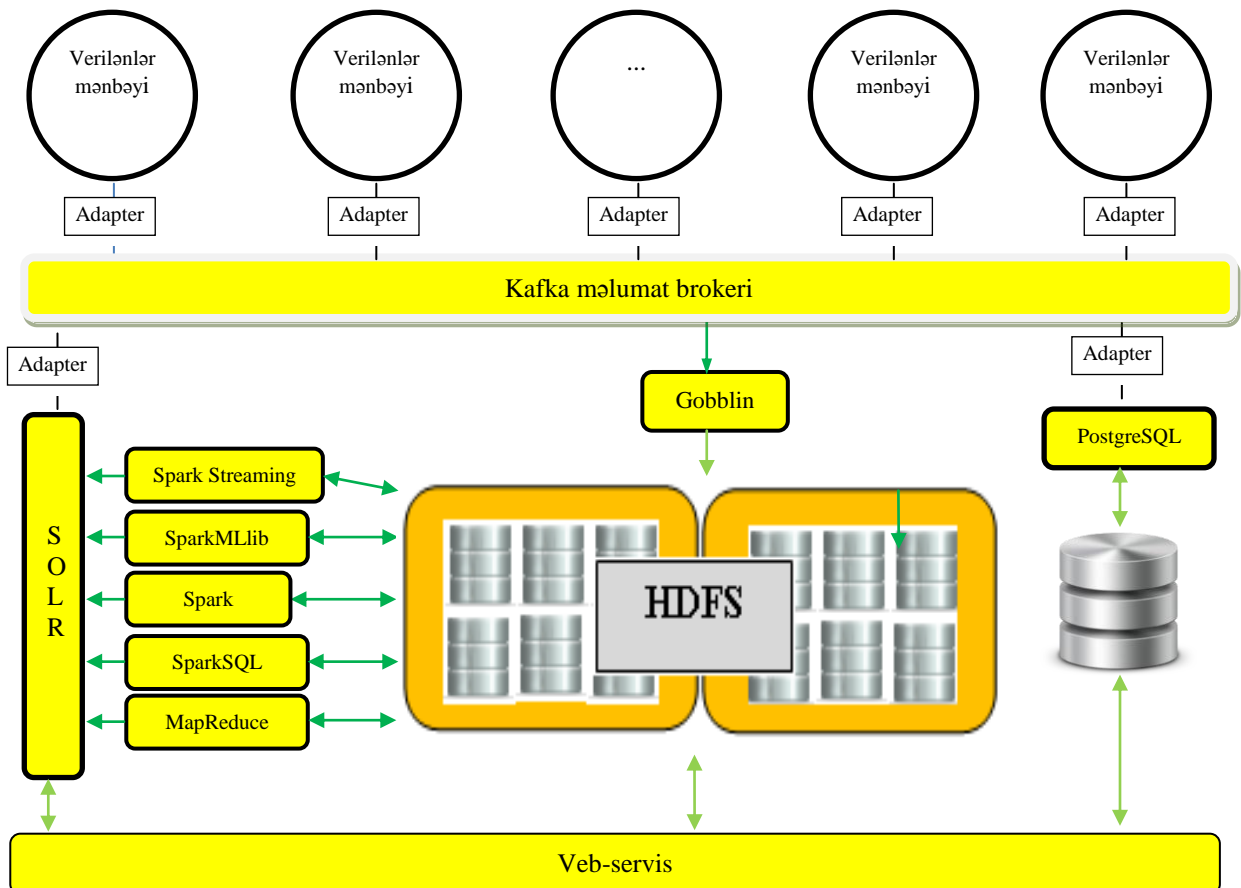 Verilənlər
mənbəyi
Verilənlər
mənbəyi
...
Verilənlər
mənbəyi
Verilənlər
mənbəyi
Adapter
Adapter
Adapter
Adapter
Adapter
Kafka məlumat brokeri
Adapter
Adapter
Gobblin
PostgreSQL
S
O
L
R
Spark Streaming
SparkMLlib
Spark
SparkSQL
MapReduce
HDFS
Veb-servis